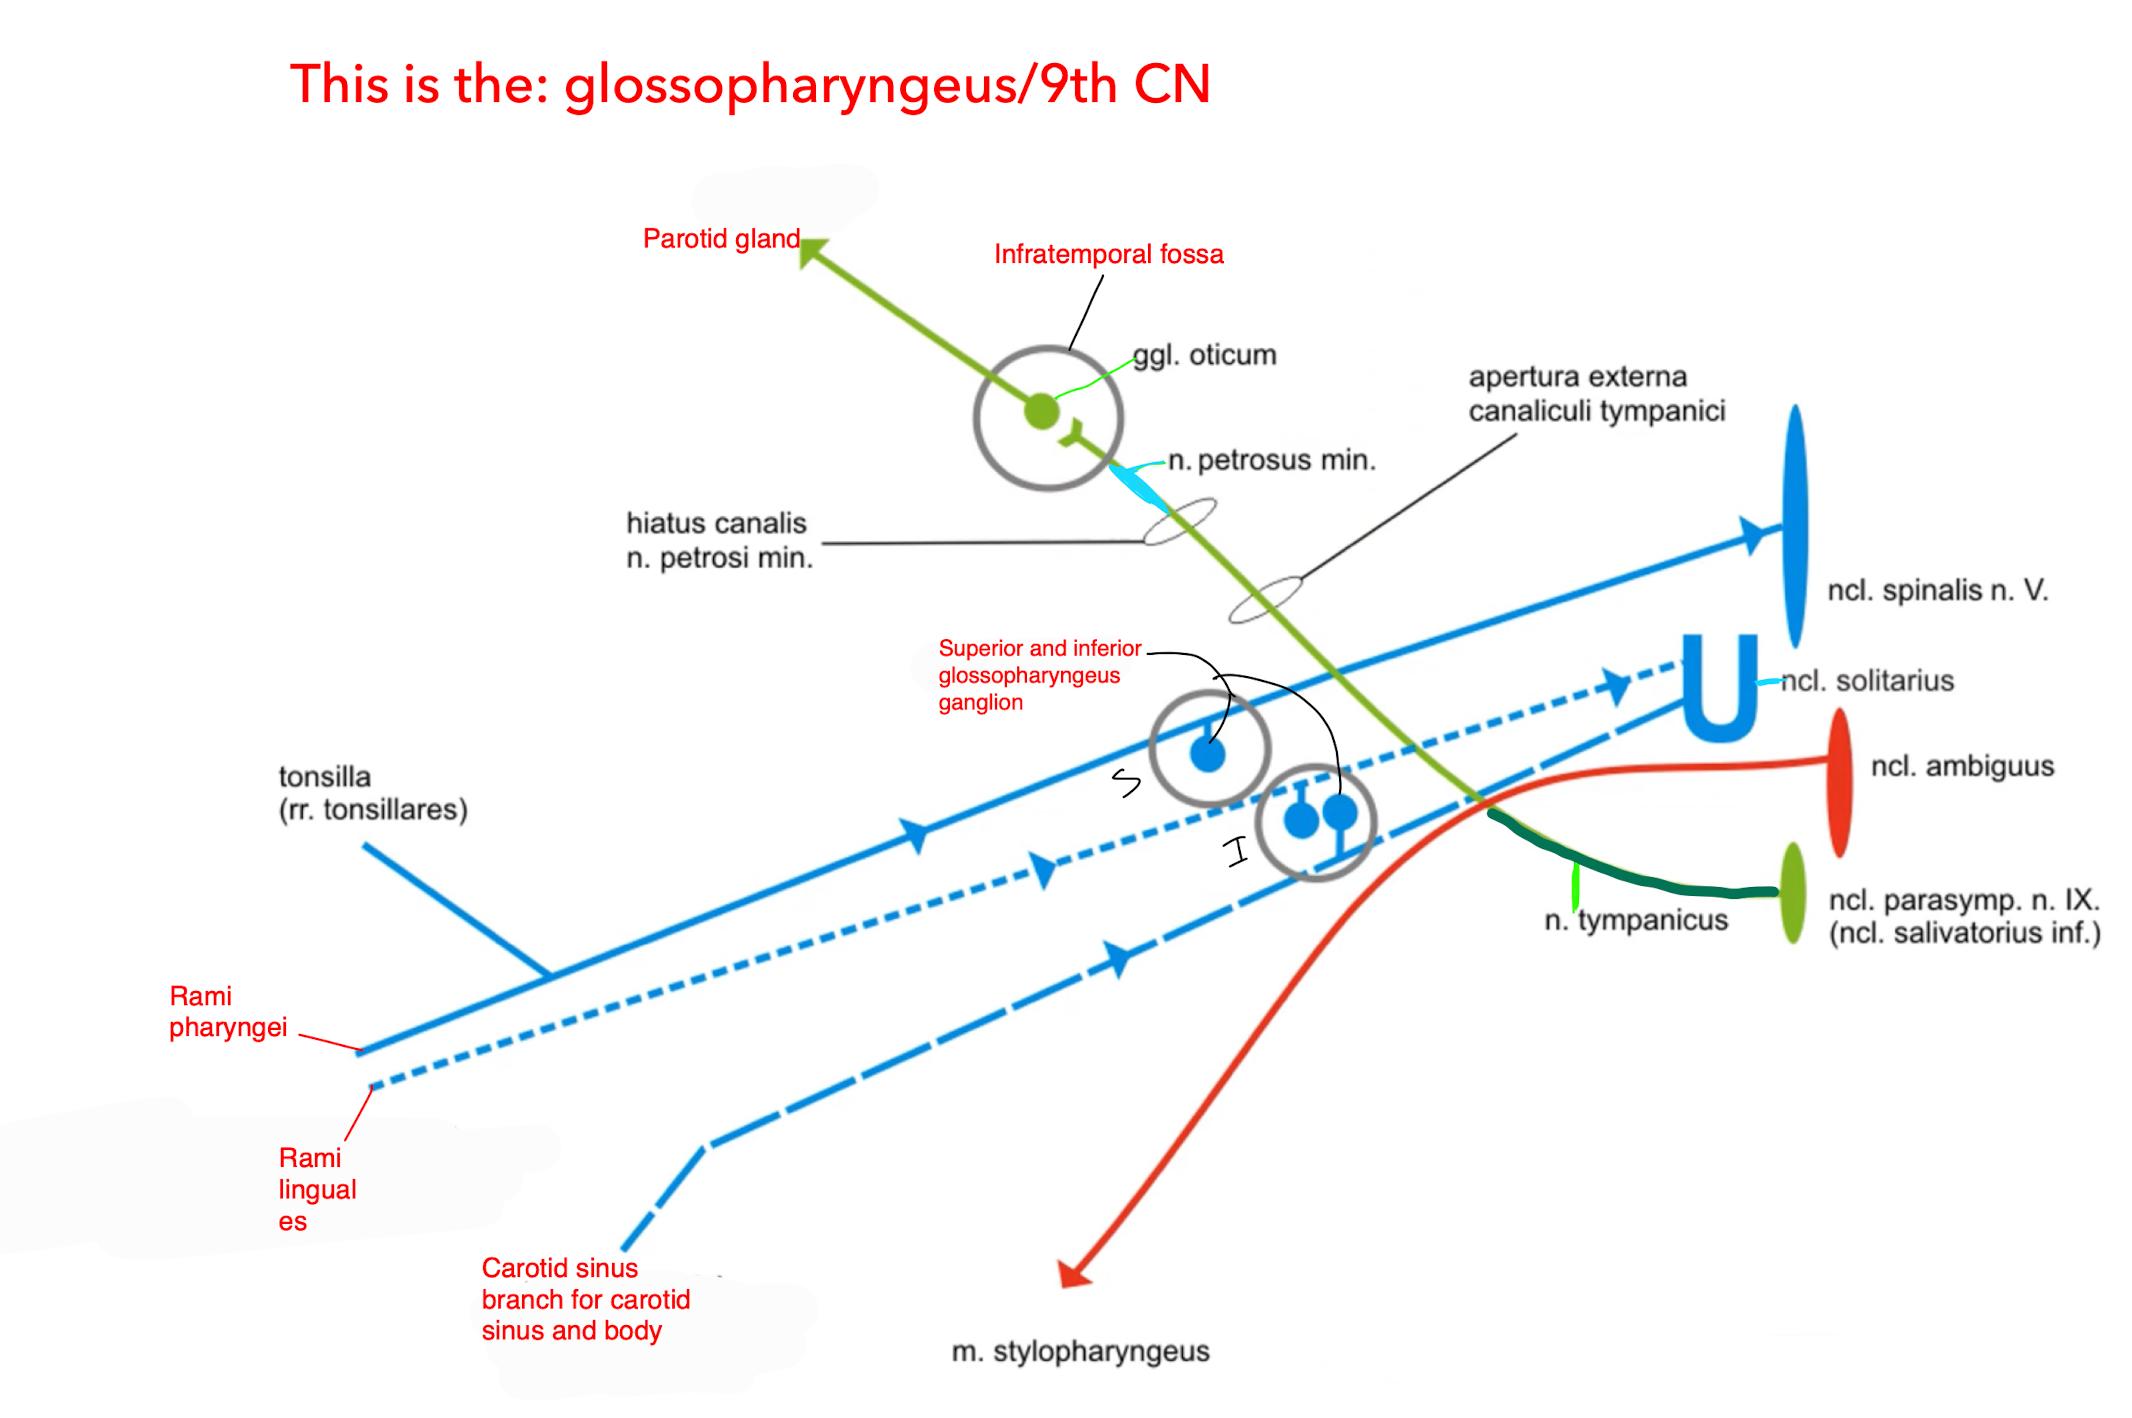 This is the: glossopharyngeus/9th CN
Parotid gland
Infratemporal fossa
ggl. oticum
apertura externa
canaliculi tympanici
n. petrosus min.
hiatus canalis
n. petrosi min.
ncl. spinalis n. V.
Superior and inferior
glossopharyngeus
ganglion
ncl. solitarius
S
tonsilla
(rr. tonsillares)
ncl. ambiguus
I
n. tympanicus
ncl. parasymp. n. IX.
(ncl. salivatorius inf.)
Rami
pharyngei
Rami
lingual
es
Carotid sinus
branch for carotid
sinus and body
m. stylopharyngeus